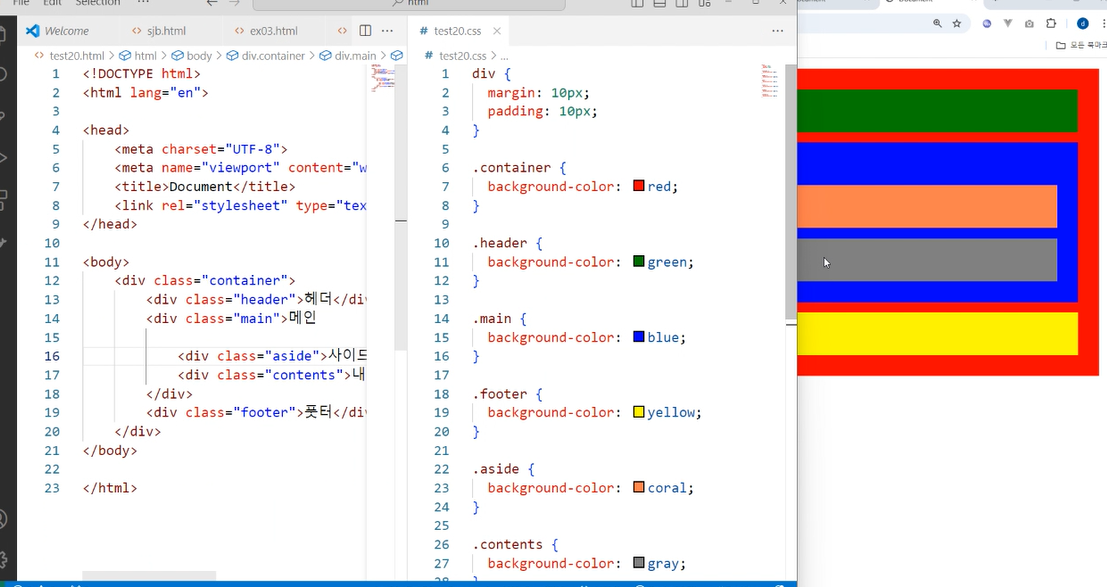 File Edit Selection ··· html
Welcome sjb.html ex03.html ··· test20.css ···
test20.html > html > body > div.container > div.main >
1 <!DOCTYPE html>
2 <html lang="en">
3
4 <head>
5 <meta charset="UTF-8">
6 <meta name="viewport" content="w
7 <title>Document</title>
8 <link rel="stylesheet" type="tex
9 </head>
10
11 <body>
12 <div class="container">
13 <div class="header">헤더</div
14 <div class="main">메인
15
16 <div class="aside">사이드
17 <div class="contents">내
18 </div>
19 <div class="footer">풋터</div
20 </div>
21 </body>
22
23 </html>
test20.css > ...
1 div {
2 margin: 10px;
3 padding: 10px;
4 }
5
6 .container {
7 background-color: red;
8 }
9
10 .header {
11 background-color: green;
12 }
13
14 .main {
15 background-color: blue;
16 }
17
18 .footer {
19 background-color: yellow;
20 }
21
22 .aside {
23 background-color: coral;
24 }
25
26 .contents {
27 background-color: gray;
28 }
모든 북마크